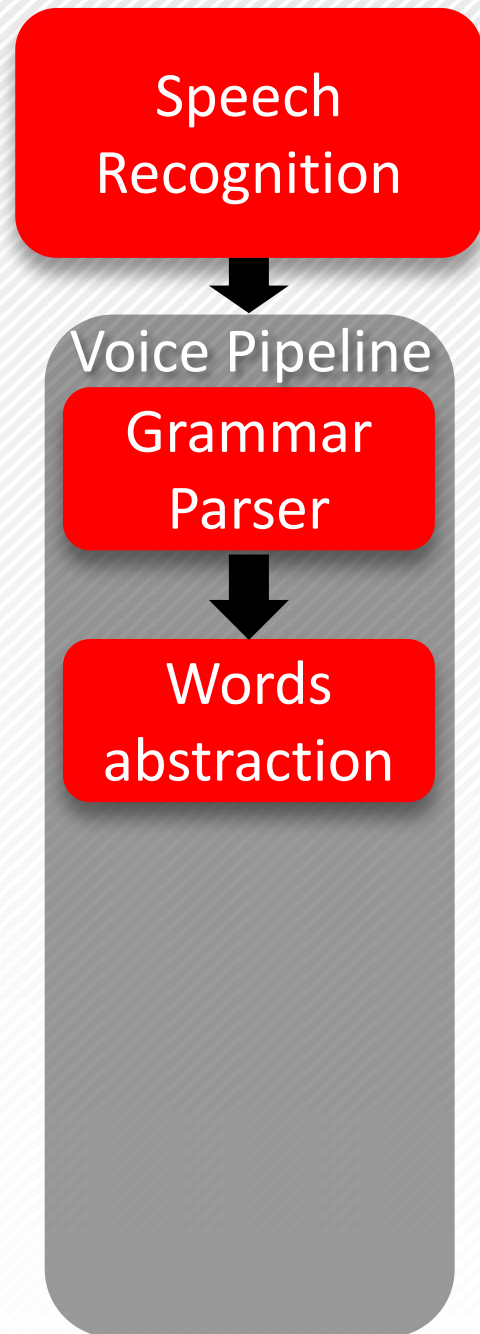 Speech
Recognition
Voice Pipeline
Grammar
Parser
Words
abstraction